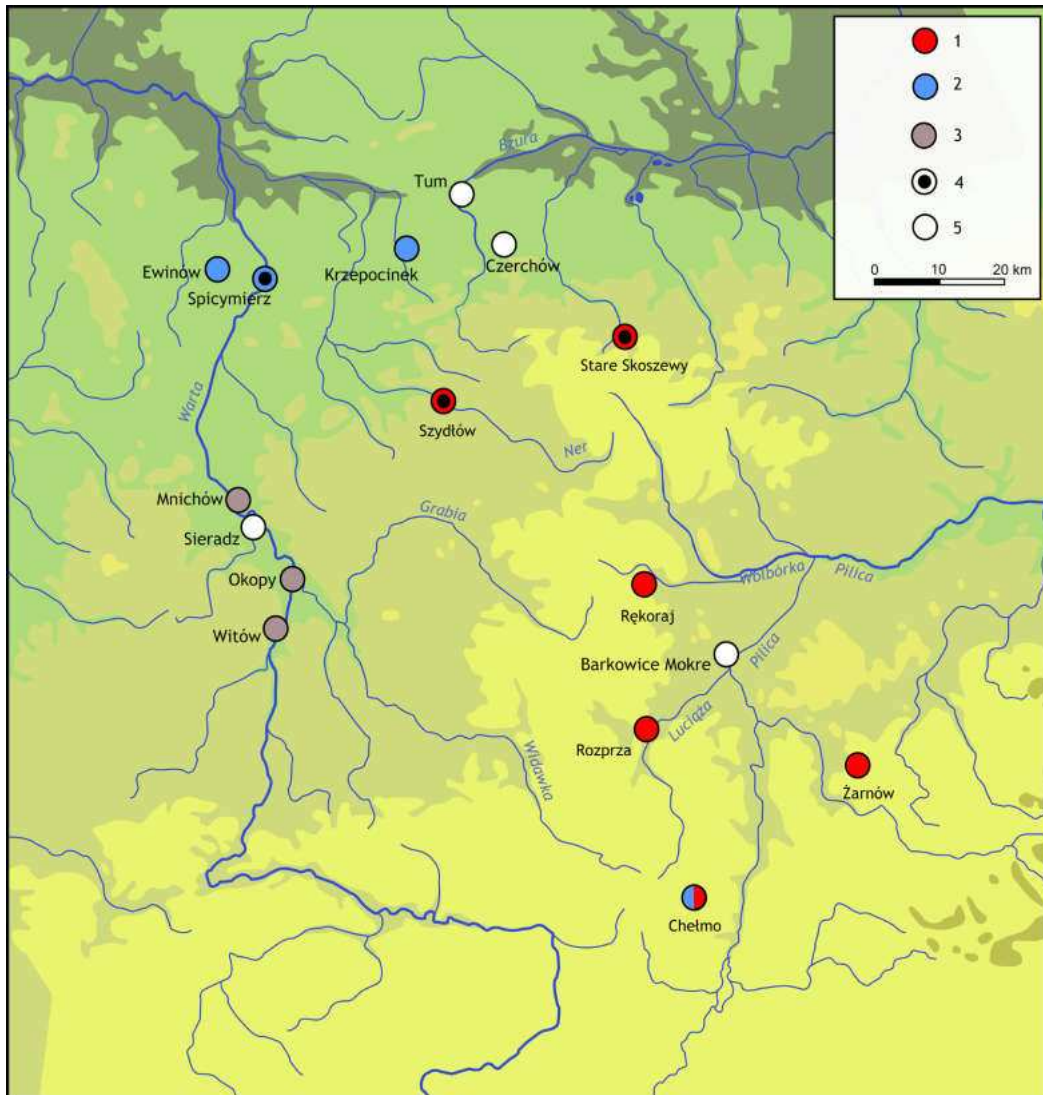 1
2
3
4
5
0 10 20 km
Bzura
Tum
Czerchów
Ewinów
Krzepocinek
Spicymierz
Stare Skoszewy
Warta
Szydłów
Ner
Mnichów
Grabia
Sieradz
Okopy
Wolbórka
Pilica
Rękoraj
Witów
Barkowice Mokre
Pilica
Luciąża
Rozprza
Widawka
Żarnów
Chełmo